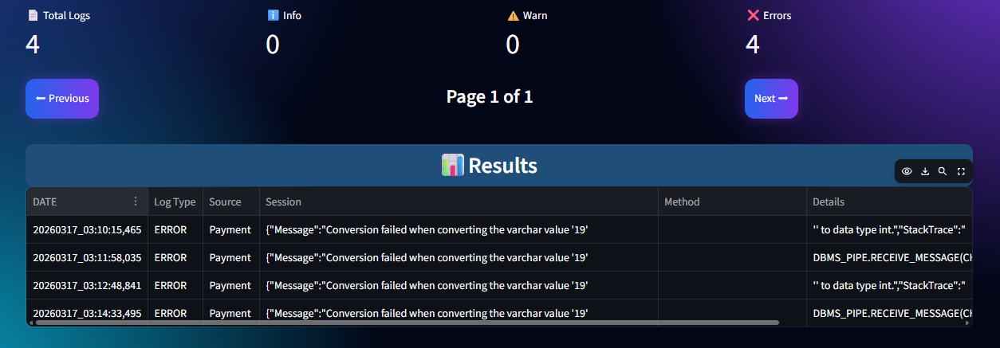 Total Logs Info Warn Errors
4 0 0 4
Previous Page 1 of 1 Next
Results
DATE Log Type Source Session Method Details
20260317_03:10:15,465 ERROR Payment {"Message":"Conversion failed when converting the varchar value '19' '' to data type int.","StackTrace":"
20260317_03:11:58,035 ERROR Payment {"Message":"Conversion failed when converting the varchar value '19' DBMS_PIPE.RECEIVE_MESSAGE(CH
20260317_03:12:48,841 ERROR Payment {"Message":"Conversion failed when converting the varchar value '19' '' to data type int.","StackTrace":"
20260317_03:14:33,495 ERROR Payment {"Message":"Conversion failed when converting the varchar value '19' DBMS_PIPE.RECEIVE_MESSAGE(CH